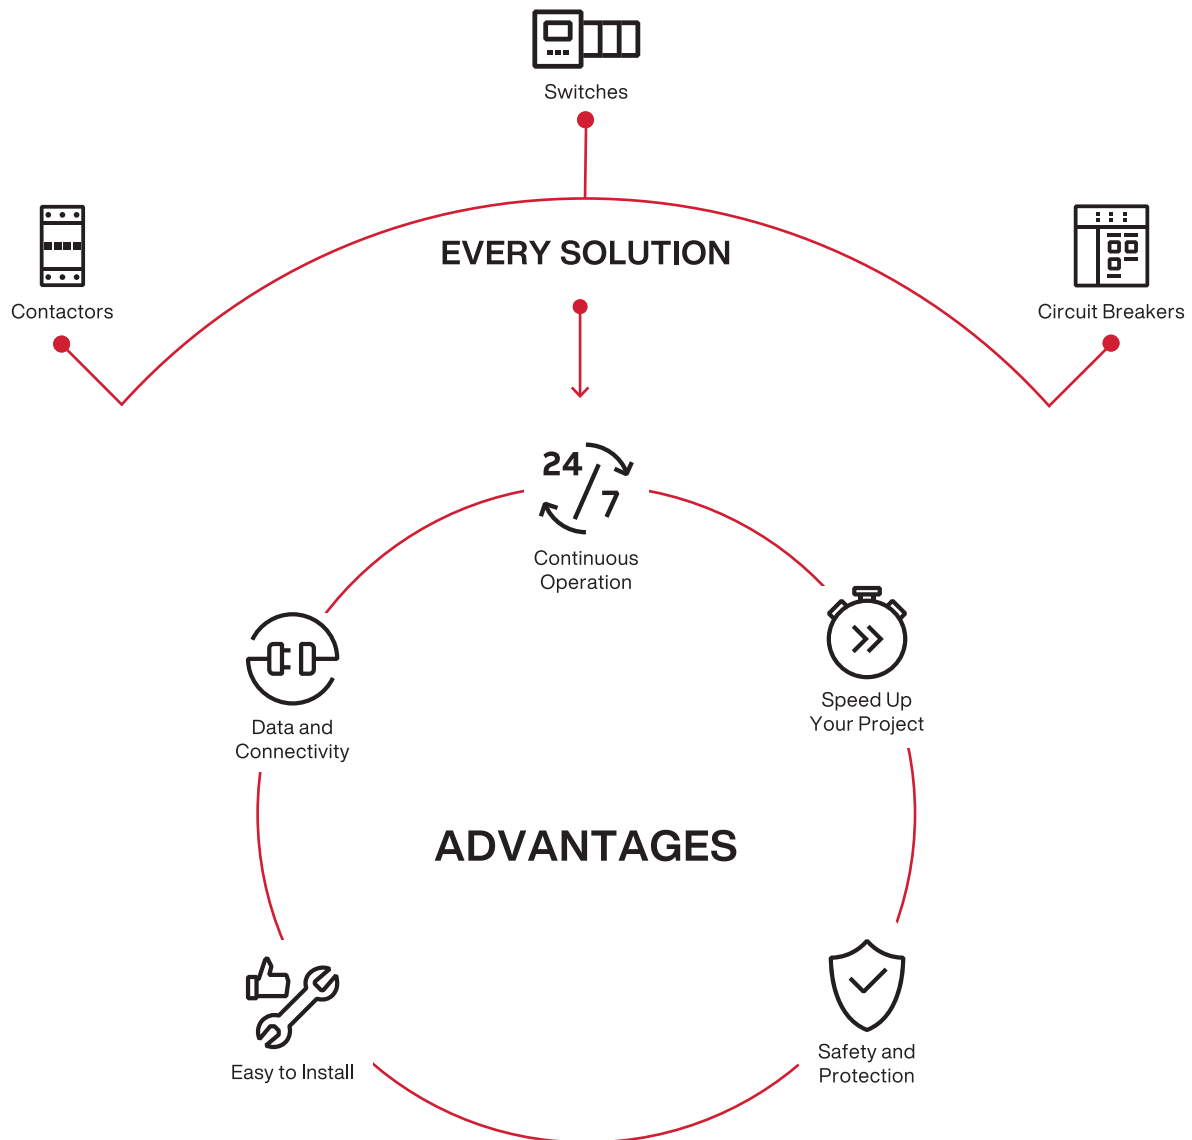 Switches
EVERY SOLUTION
Contactors
Circuit Breakers
24/7
Continuous
Operation
Speed Up
Your Project
Data and
Connectivity
ADVANTAGES
Safety and
Protection
Easy to Install